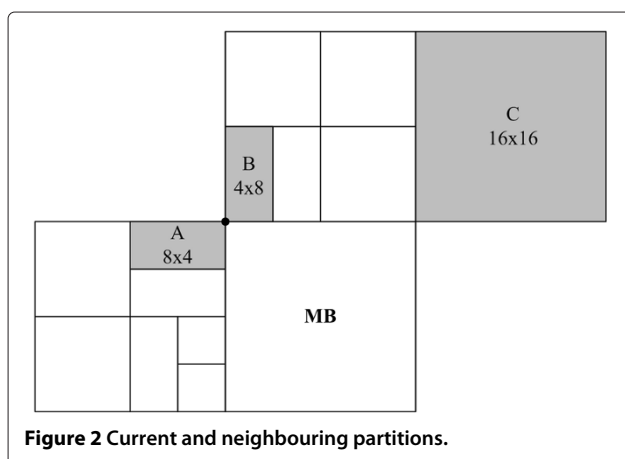 C
16x16
B
4x8
A
8x4
MB
Figure 2 Current and neighbouring partitions.